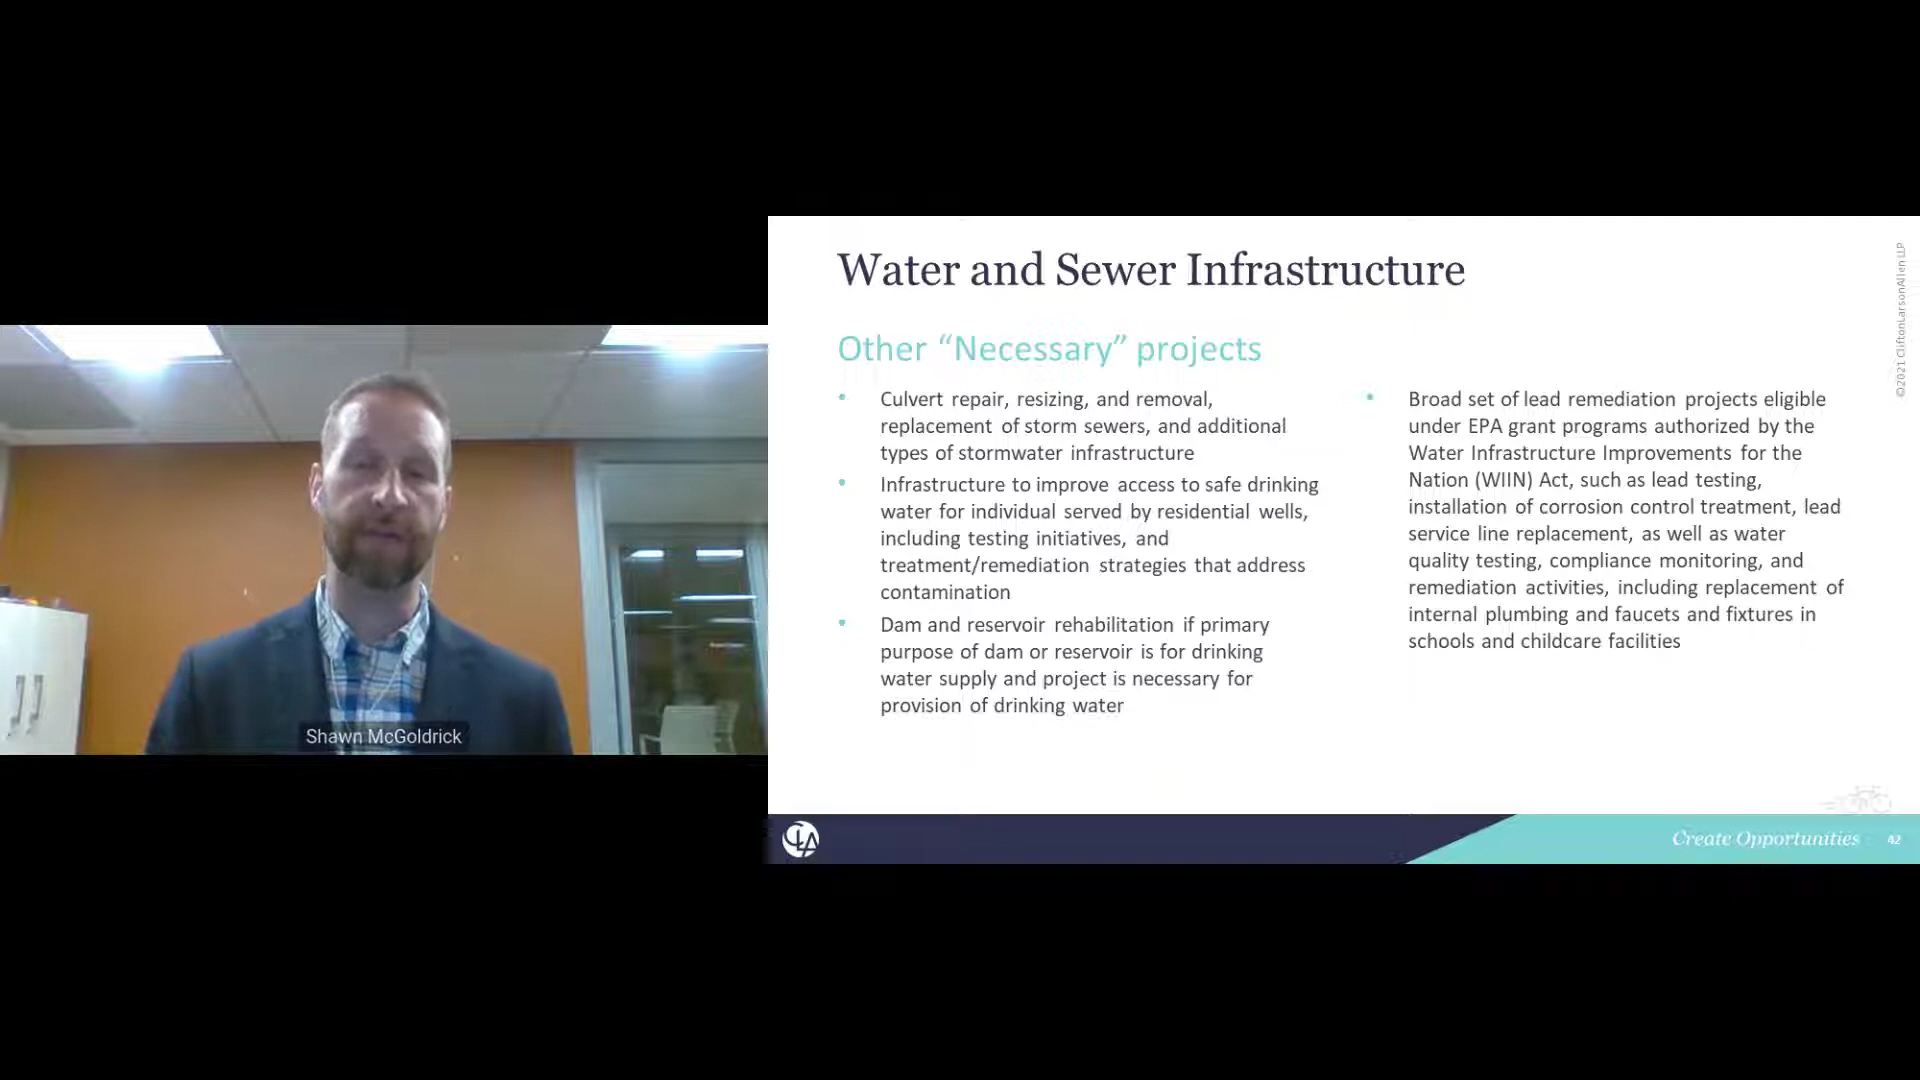 Shawn McGoldrick
Water and Sewer Infrastructure
Other “Necessary” projects
• Culvert repair, resizing, and removal,
replacement of storm sewers, and additional
types of stormwater infrastructure
• Infrastructure to improve access to safe drinking
water for individual served by residential wells,
including testing initiatives, and
treatment/remediation strategies that address
contamination
• Dam and reservoir rehabilitation if primary
purpose of dam or reservoir is for drinking
water supply and project is necessary for
provision of drinking water
• Broad set of lead remediation projects eligible
under EPA grant programs authorized by the
Water Infrastructure Improvements for the
Nation (WIIN) Act, such as lead testing,
installation of corrosion control treatment, lead
service line replacement, as well as water
quality testing, compliance monitoring, and
remediation activities, including replacement of
internal plumbing and faucets and fixtures in
schools and childcare facilities
©2021 CliftonLarsonAllen LLP
CLA
Create Opportunities
42